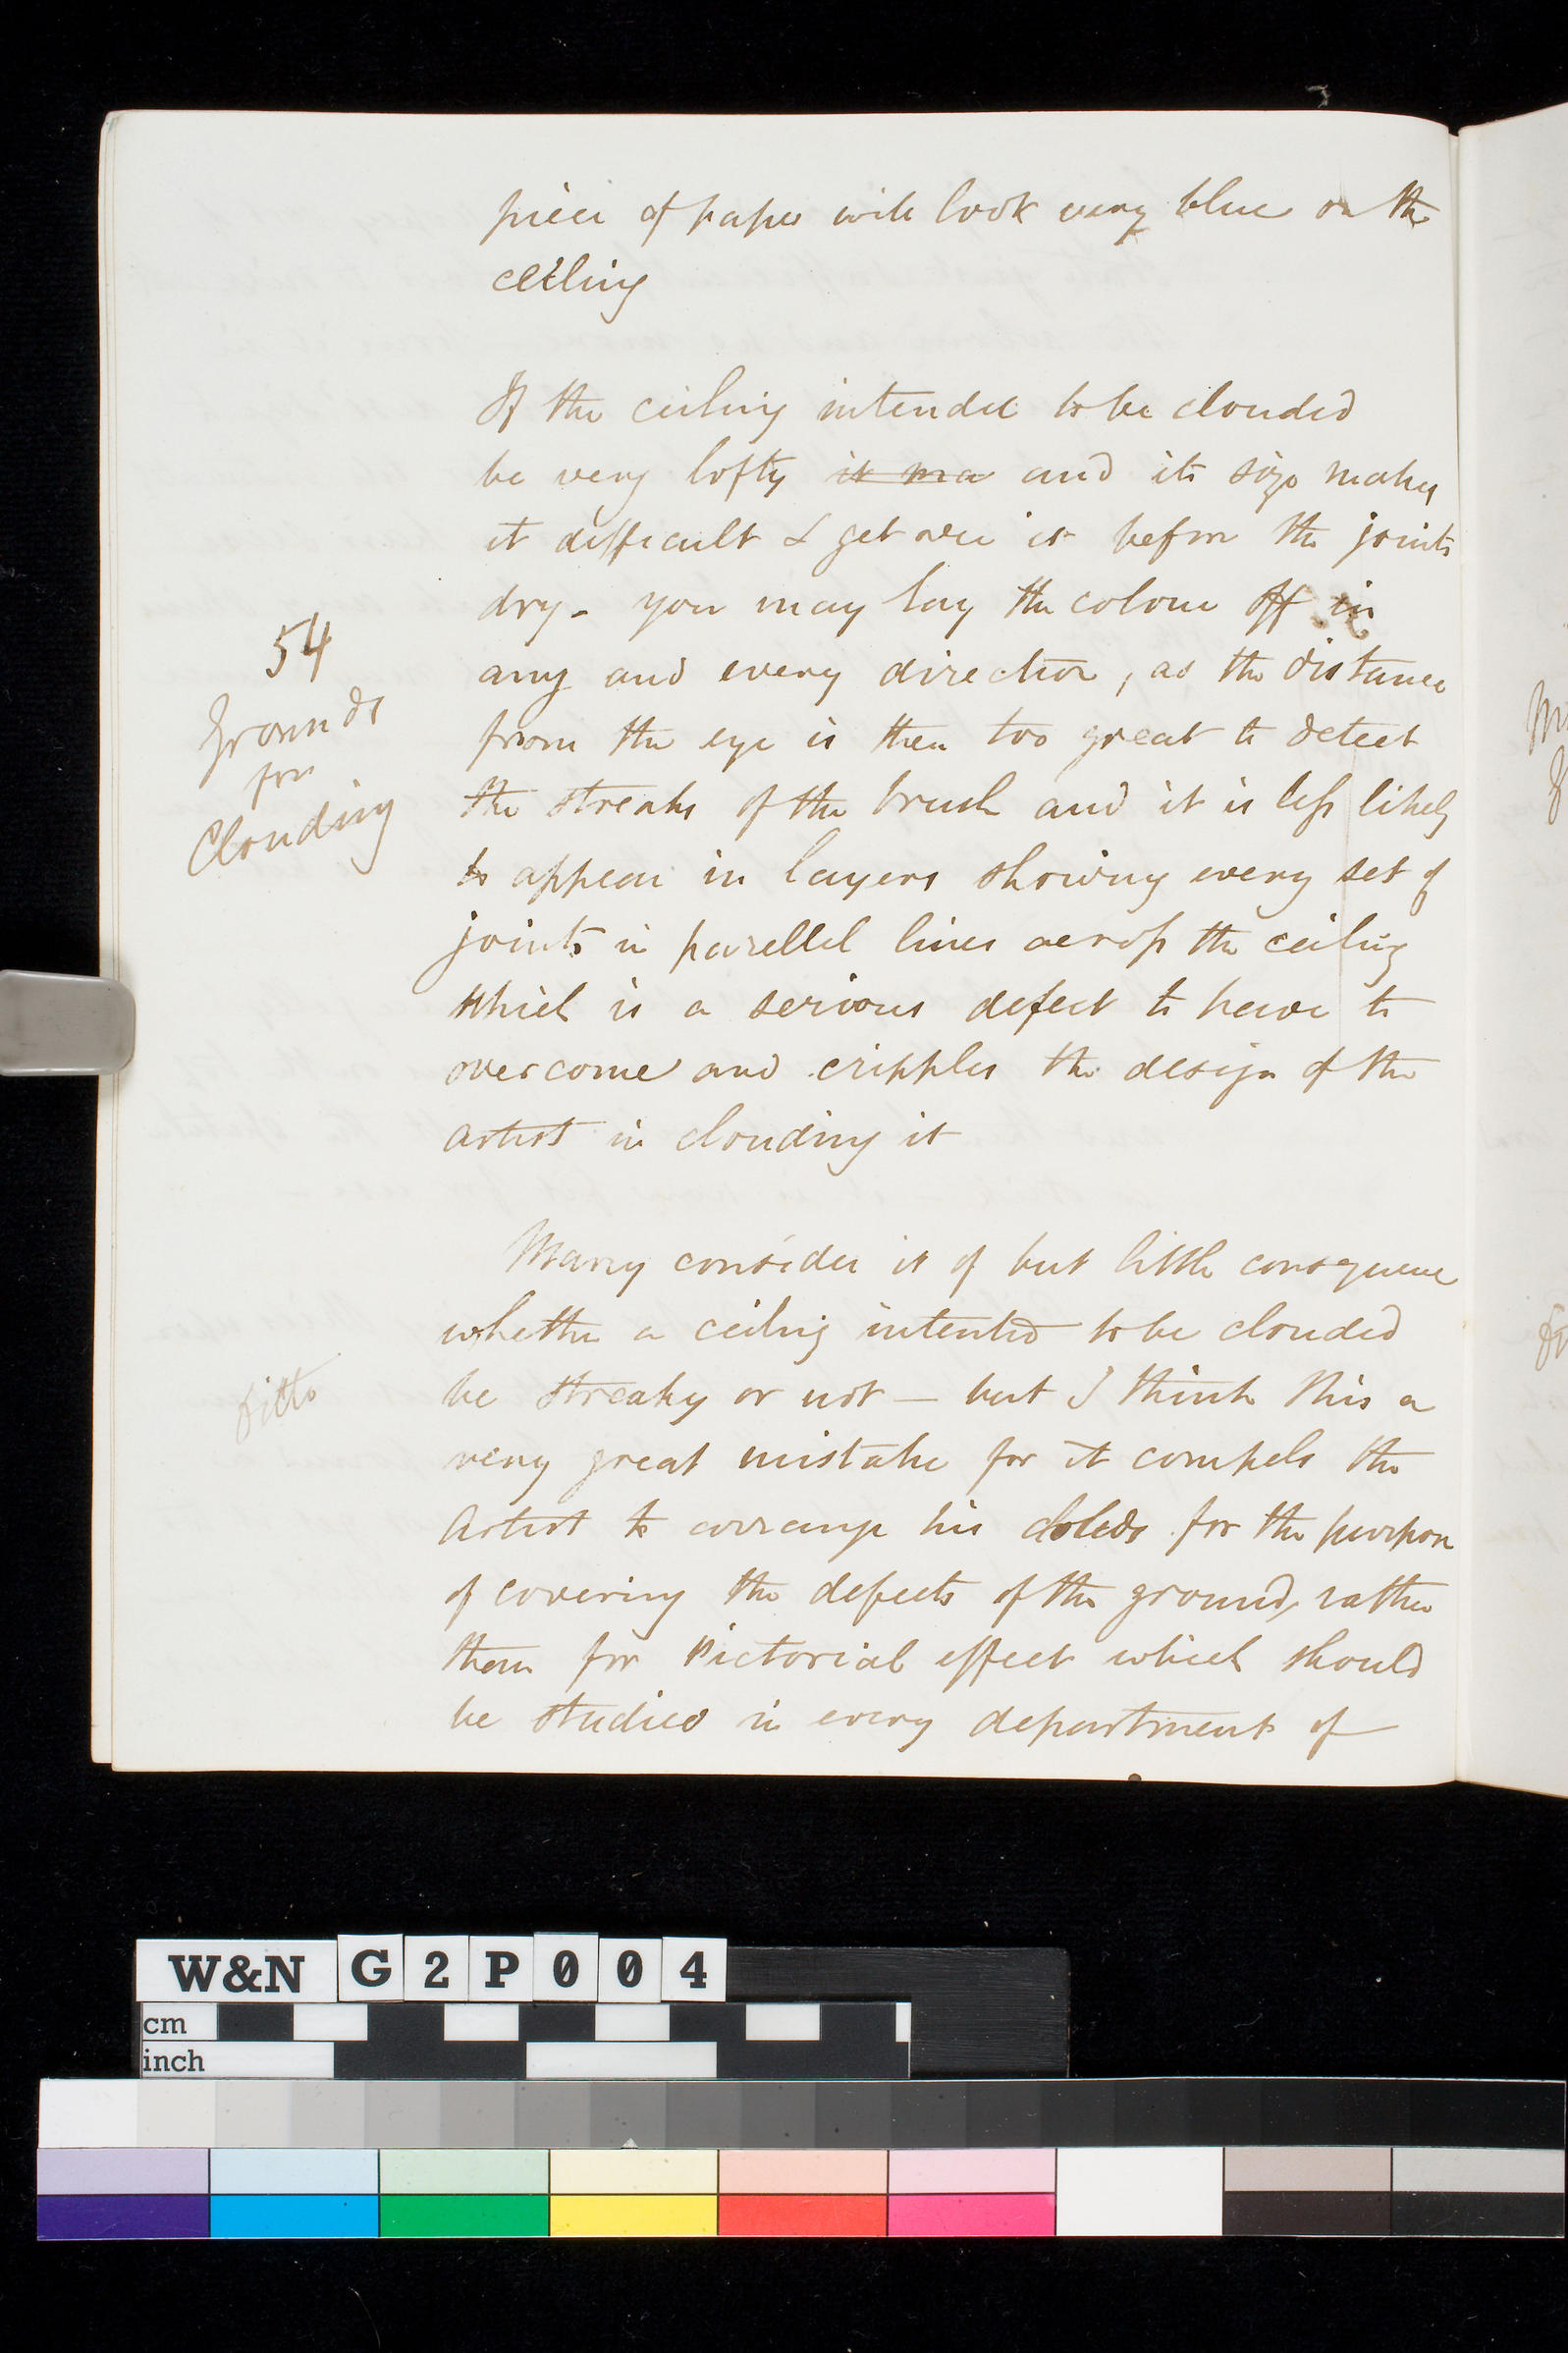 piece of paper will look very blue on the
ceiling
If the ceiling intended to be clouded
be very lofty it ma and its size makes
it difficult to get over it before the joints
dry - you may lay the colour off in
any and every direction, as the distance
from the eye is then too great to detect
the streaks of the brush and it is less likely
to appear in layers showing every set of
joints in parellel lines across the ceiling
which is a serious defect to have to
overcome and cripples the design of the
artist in clouding it
54
Grounds
for
Clouding
Many consider it of but little consequence
whether a ceiling intended to be clouded
be streaky or not — but I think this a
very great mistake for it compels the
Artist to arrange his clouds for the purpose
of covering the defects of the ground, rather
than for Pictorial effect which should
be studied in every department of
ditto
W&N G2P004
cm
inch